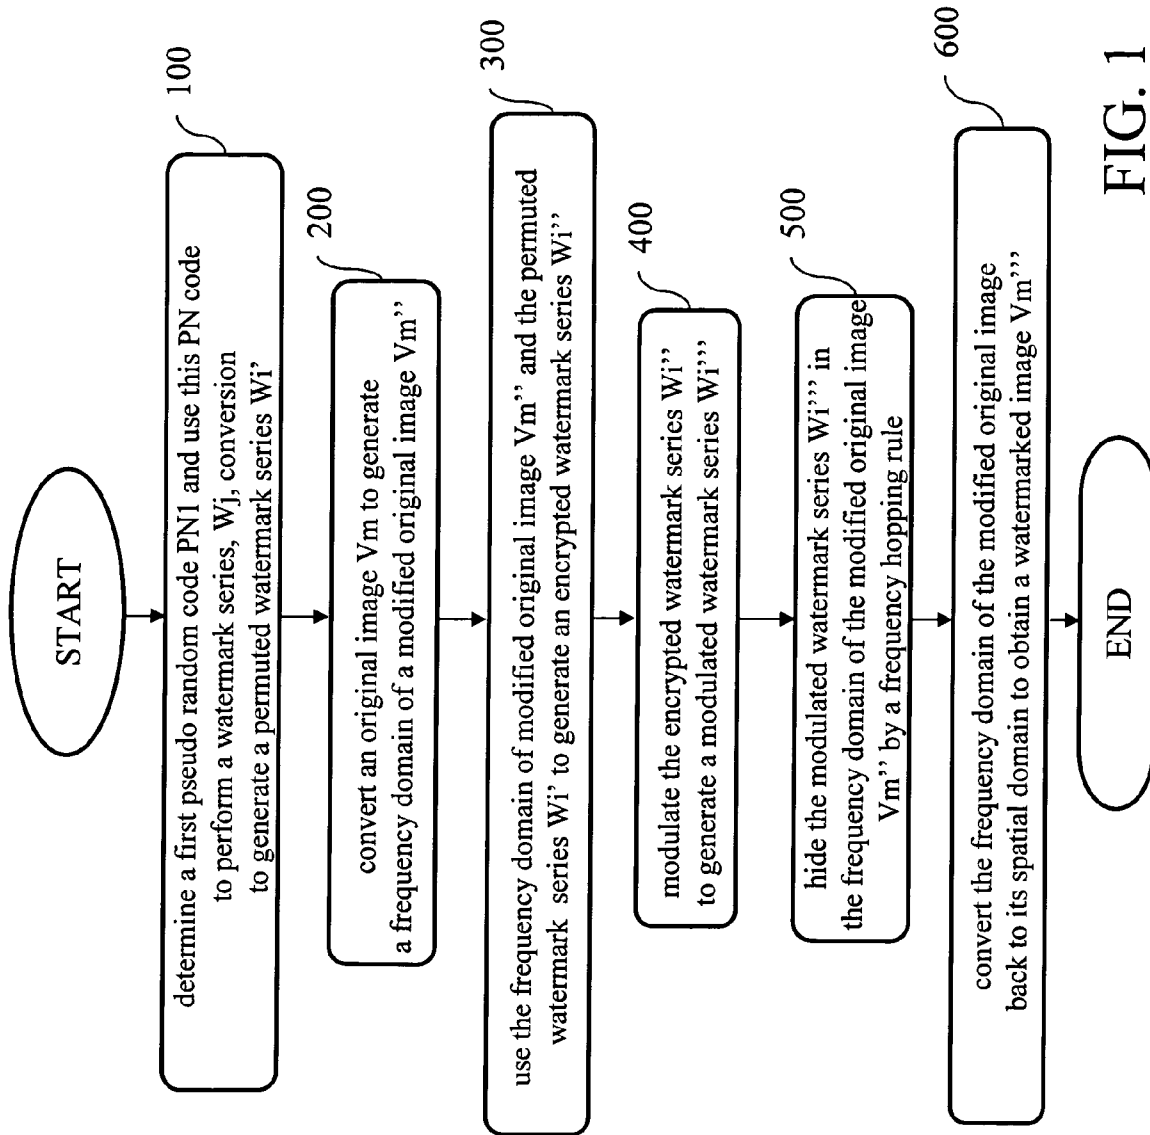 START
100
determine a first pseudo random code PN1 and use this PN code
to perform a watermark series, Wj, conversion
to generate a permuted watermark series Wi’
200
convert an original image Vm to generate
a frequency domain of a modified original image Vm’’
300
use the frequency domain of modified original image Vm’’ and the permuted
watermark series Wi’ to generate an encrypted watermark series Wi’’
400
modulate the encrypted watermark series Wi’’
to generate a modulated watermark series Wi’’’
500
hide the modulated watermark series Wi’’’ in
the frequency domain of the modified original image
Vm’’ by a frequency hopping rule
600
convert the frequency domain of the modified original image
back to its spatial domain to obtain a watermarked image Vm’’’
END
FIG. 1